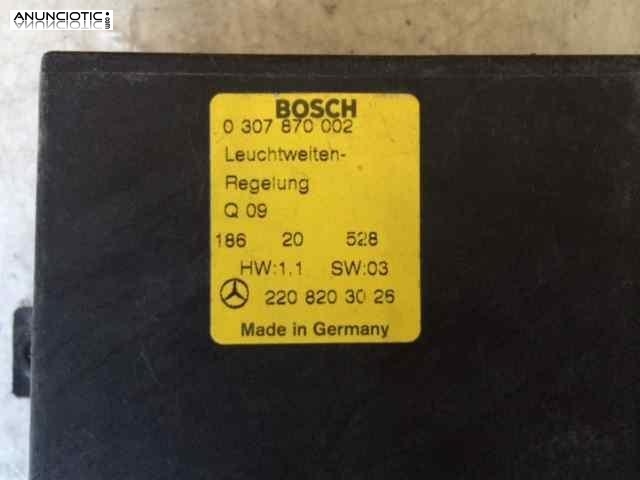 ANUNCIOTIC.com
BOSCH
0 307 870 002
Leuchtweiten-
Regelung
Q 09
186 20 528
HW:1.1 SW:03
220 820 30 26
Made in Germany